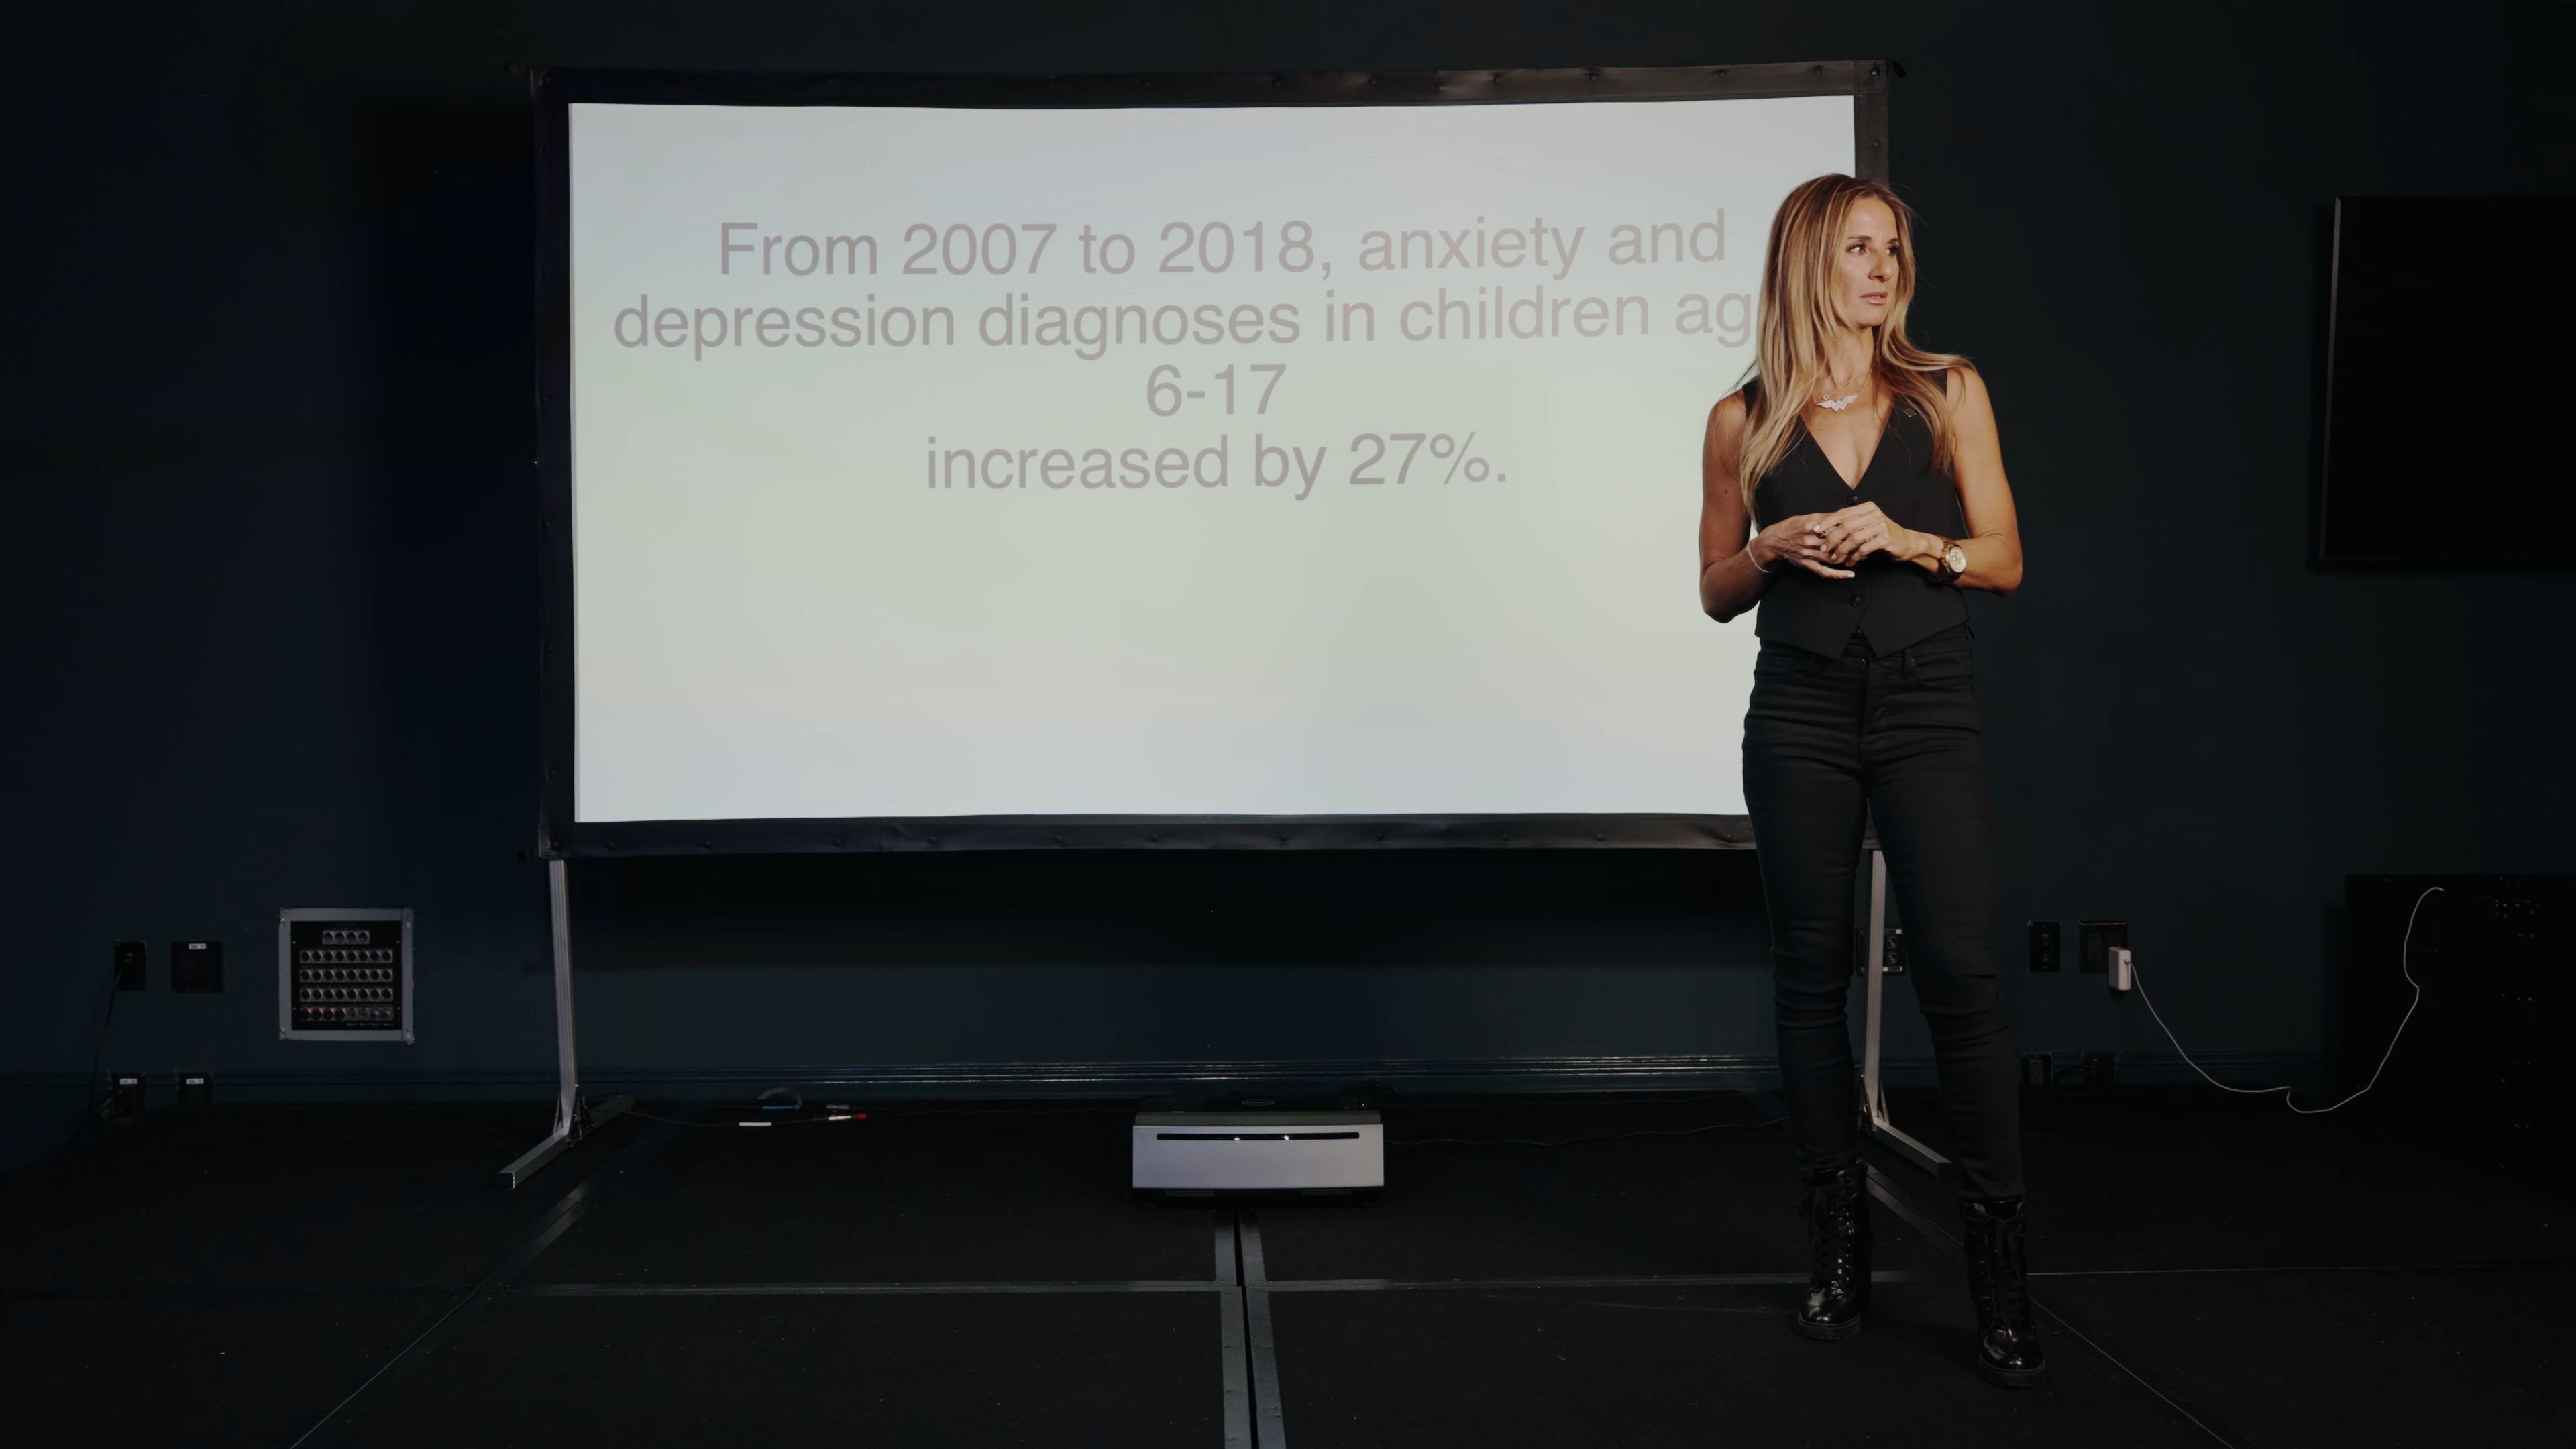 From 2007 to 2018, anxiety and
depression diagnoses in children ag
6-17
increased by 27%.